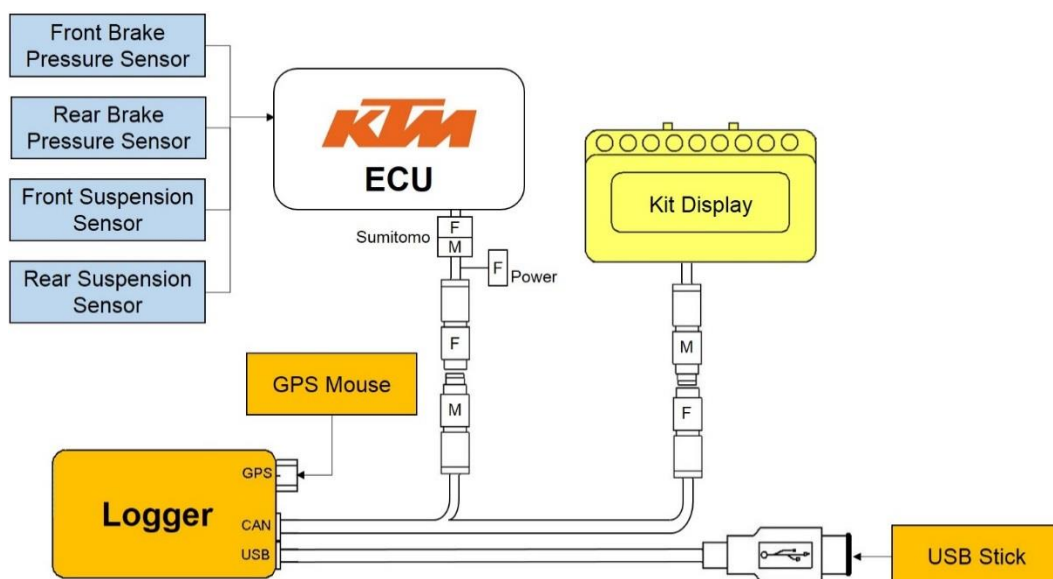 Front Brake
Pressure Sensor
Rear Brake
Pressure Sensor
Front Suspension
Sensor
Rear Suspension
Sensor
KTM
ECU
Sumitomo
F
M
F
Power
Kit Display
F
M
M
F
GPS Mouse
Logger
GPS
CAN
USB
USB Stick